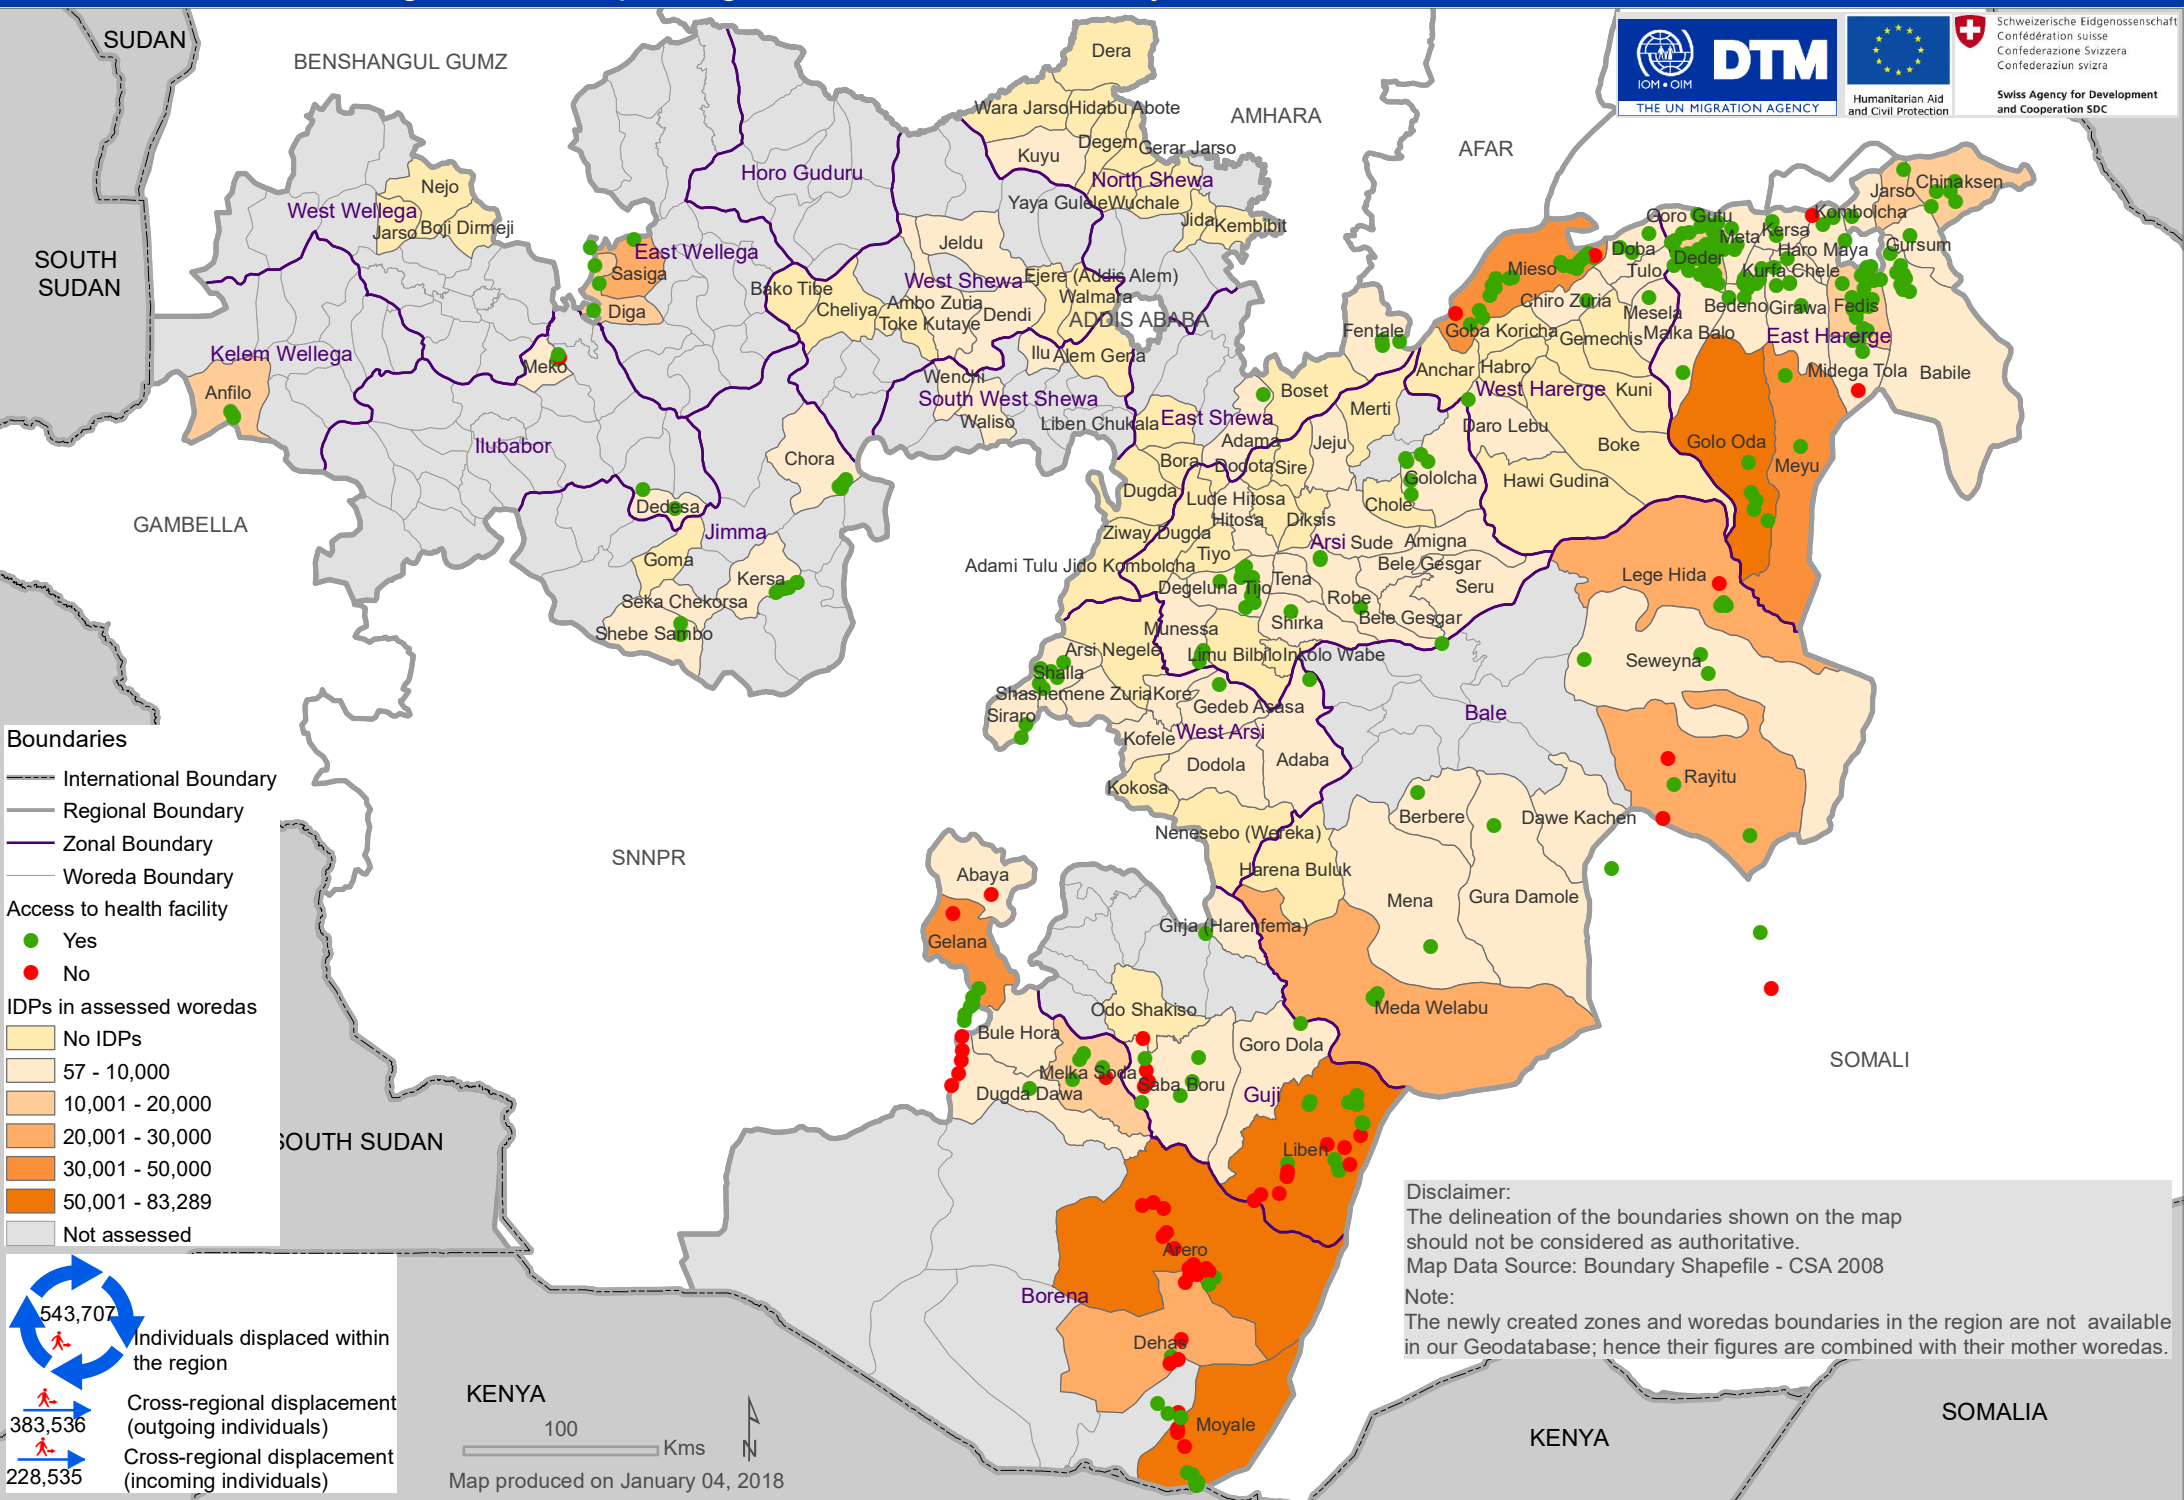 SUDAN
BENSHANGUL GUMZ
Dera
AMHARA
AFAR
IOM • OIM
DTM
THE UN MIGRATION AGENCY
Humanitarian Aid
and Civil Protection
Schweizerische Eidgenossenschaft
Confédération suisse
Confederazione Svizzera
Confederaziun svizra
Swiss Agency for Development
and Cooperation SDC
Wara Jarso
Hidabu Abote
Degem
Gerar Jarso
Kuyu
North Shewa
Yaya Gulele
Wuchale
Jida
Kembibit
Horo Guduru
Nejo
West Wellega
Jarso
Boji Dirmeji
East Wellega
Sasiga
Diga
Jeldu
West Shewa
Ejere (Addis Alem)
Bako Tibe
Cheliya
Ambo Zuria
Toke Kutaye
Dendi
Walmara
ADDIS ABABA
Ilu
Alem Gena
SOUTH
SUDAN
Kelem Wellega
Anfilo
Meko
Wenchi
South West Shewa
Waliso
Liben Chukala
East Shewa
Ilubabor
Chora
Dedesa
Jimma
Goma
Kersa
Seka Chekorsa
Shebe Sambo
GAMBELLA
Chinaksen
Jarso
Kombolcha
Goro Gutu
Kersa
Meta
Haro Maya
Gursum
Doba
Deder
Tulo
Kurfa Chele
Mieso
Chiro Zuria
Mesela
Bedeno
Girawa
Fedis
Fentale
Goba Koricha
Gemechis
Malka Balo
East Harerge
Anchar
Habro
Midega Tola
Babile
West Harerge
Kuni
Boset
Merti
Daro Lebu
Boke
Golo Oda
Meyu
Adama
Jeju
Bora
Dodota
Sire
Gololcha
Hawi Gudina
Dugda
Lude Hitosa
Chole
Hitosa
Diksis
Ziway Dugda
Arsi
Sude
Amigna
Tiyo
Adami Tulu Jido Kombolcha
Bele Gesgar
Tena
Degeluna Tijo
Seru
Robe
Shirka
Bele Gesgar
Lege Hida
Munessa
Arsi Negele
Limu Bilbilo
Inkolo Wabe
Seweyna
Shalla
Shashemene Zuria
Kore
Siraro
Gedeb Asasa
Bale
Kofele
West Arsi
Dodola
Adaba
Rayitu
Kokosa
Nenesebo (Wereka)
Berbere
Dawe Kachen
Harena Buluk
Mena
Gura Damole
SNNPR
Abaya
Girja (Harenfema)
Gelana
Odo Shakiso
Meda Welabu
Bule Hora
Goro Dola
SOMALI
Melka Soda
Dugda Dawa
Saba Boru
Guji
Liben
Arero
Borena
Dehas
Moyale
Boundaries
International Boundary
Regional Boundary
Zonal Boundary
Woreda Boundary
Access to health facility
Yes
No
IDPs in assessed woredas
No IDPs
57 - 10,000
10,001 - 20,000
20,001 - 30,000
30,001 - 50,000
50,001 - 83,289
Not assessed
SOUTH SUDAN
543,707
Individuals displaced within
the region
Cross-regional displacement
383,536
(outgoing individuals)
Cross-regional displacement
228,535
(incoming individuals)
KENYA
100
Kms
N
Map produced on January 04, 2018
Disclaimer:
The delineation of the boundaries shown on the map
should not be considered as authoritative.
Map Data Source: Boundary Shapefile - CSA 2008
Note:
The newly created zones and woredas boundaries in the region are not available
in our Geodatabase; hence their figures are combined with their mother woredas.
KENYA
SOMALIA